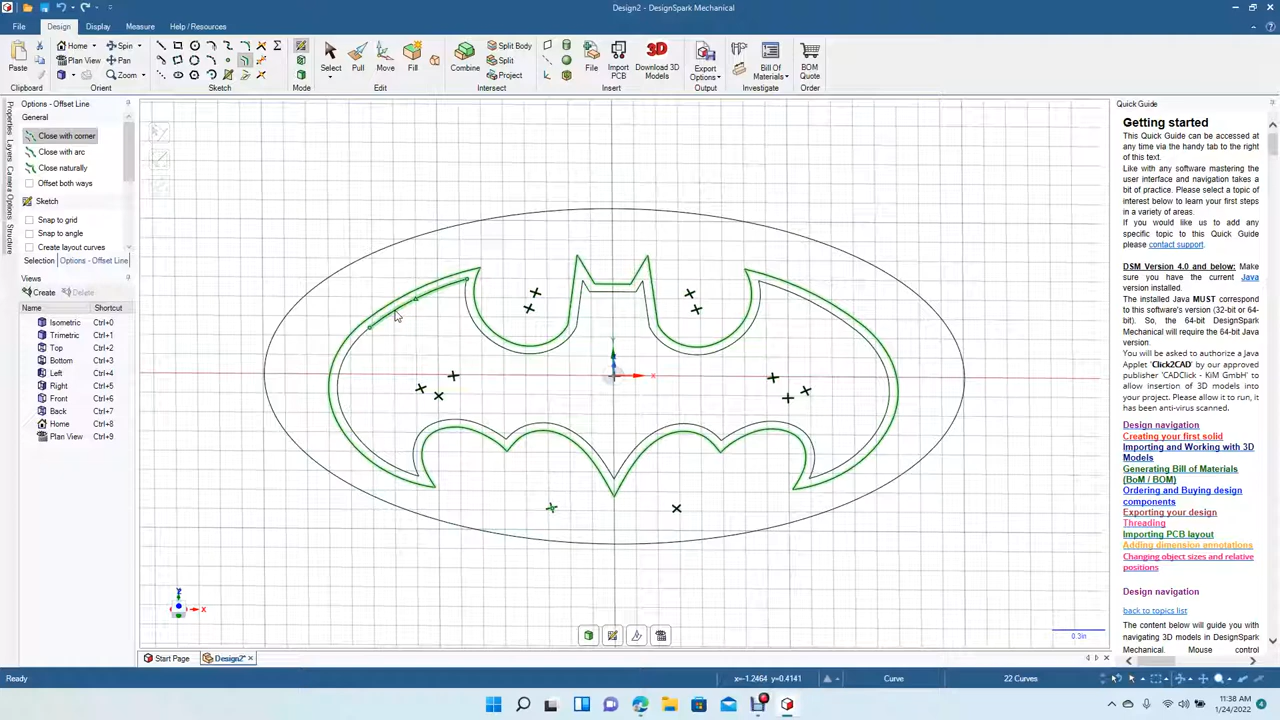 Design2 - DesignSpark Mechanical
File Design Display Measure Help / Resources
Paste
Home Spin
Plan View Pan
Zoom
Select Pull Move Fill
Combine
Split Body
Split
Project
File
Import PCB
Download 3D Models
Export Options
Bill Of Materials
BOM Quote
Clipboard Orient Sketch Mode Edit Intersect Insert Output Investigate Order
Options - Offset Line
General
Close with corner
Close with arc
Close naturally
Offset both ways
Sketch
Snap to grid
Snap to angle
Create layout curves
Selection Options - Offset Line
Properties Layers Camera Options Structure
Views
Create Delete
Name Shortcut
Isometric Ctrl+0
Trimetric Ctrl+1
Top Ctrl+2
Bottom Ctrl+3
Left Ctrl+4
Right Ctrl+5
Front Ctrl+6
Back Ctrl+7
Home Ctrl+8
Plan View Ctrl+9
X
X
0.3in
Quick Guide
Getting started
This Quick Guide can be accessed at
any time via the handy tab to the right
of this text.
Like with any software mastering the
user interface and navigation takes a
bit of practice. Please select a topic of
interest below to learn your first steps
in a variety of areas.
If you would like us to add any
specific topic to this Quick Guide
please contact support.
DSM Version 4.0 and below: Make
sure you have the current Java
version installed.
The installed Java MUST correspond
to this software's version (32-bit or 64-
bit). So, the 64-bit DesignSpark
Mechanical will require the 64-bit Java
version.
You will be asked to authorize a Java
Applet 'Click2CAD' by our approved
publisher 'CADClick - KiM GmbH' to
allow insertion of 3D models into
your project. Please allow it to run, it
has been anti-virus scanned.
Design navigation
Creating your first solid
Importing and Working with 3D
Models
Generating Bill of Materials
(BoM / BOM)
Ordering and Buying design
components
Exporting your design
Threading
Importing PCB layout
Adding dimension annotations
Changing object sizes and relative
positions
Design navigation
back to topics list
The content below will guide you with
navigating 3D models in DesignSpark
Mechanical. Mouse control
Start Page Design2*
Ready x=-1.2464 y=0.4141 Curve 22 Curves
11:38 AM
1/24/2022